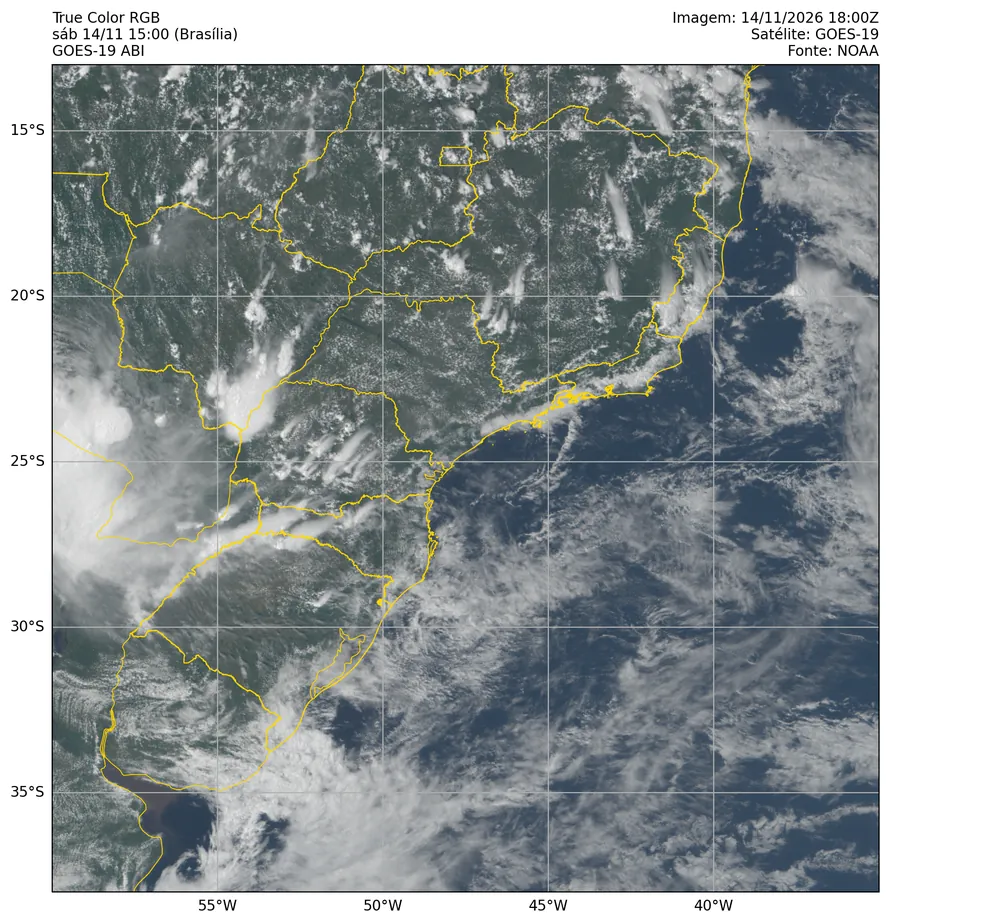 True Color RGB
sáb 14/11 15:00 (Brasília)
GOES-19 ABI
Imagem: 14/11/2026 18:00Z
Satélite: GOES-19
Fonte: NOAA
15°S
20°S
25°S
30°S
35°S
55°W
50°W
45°W
40°W